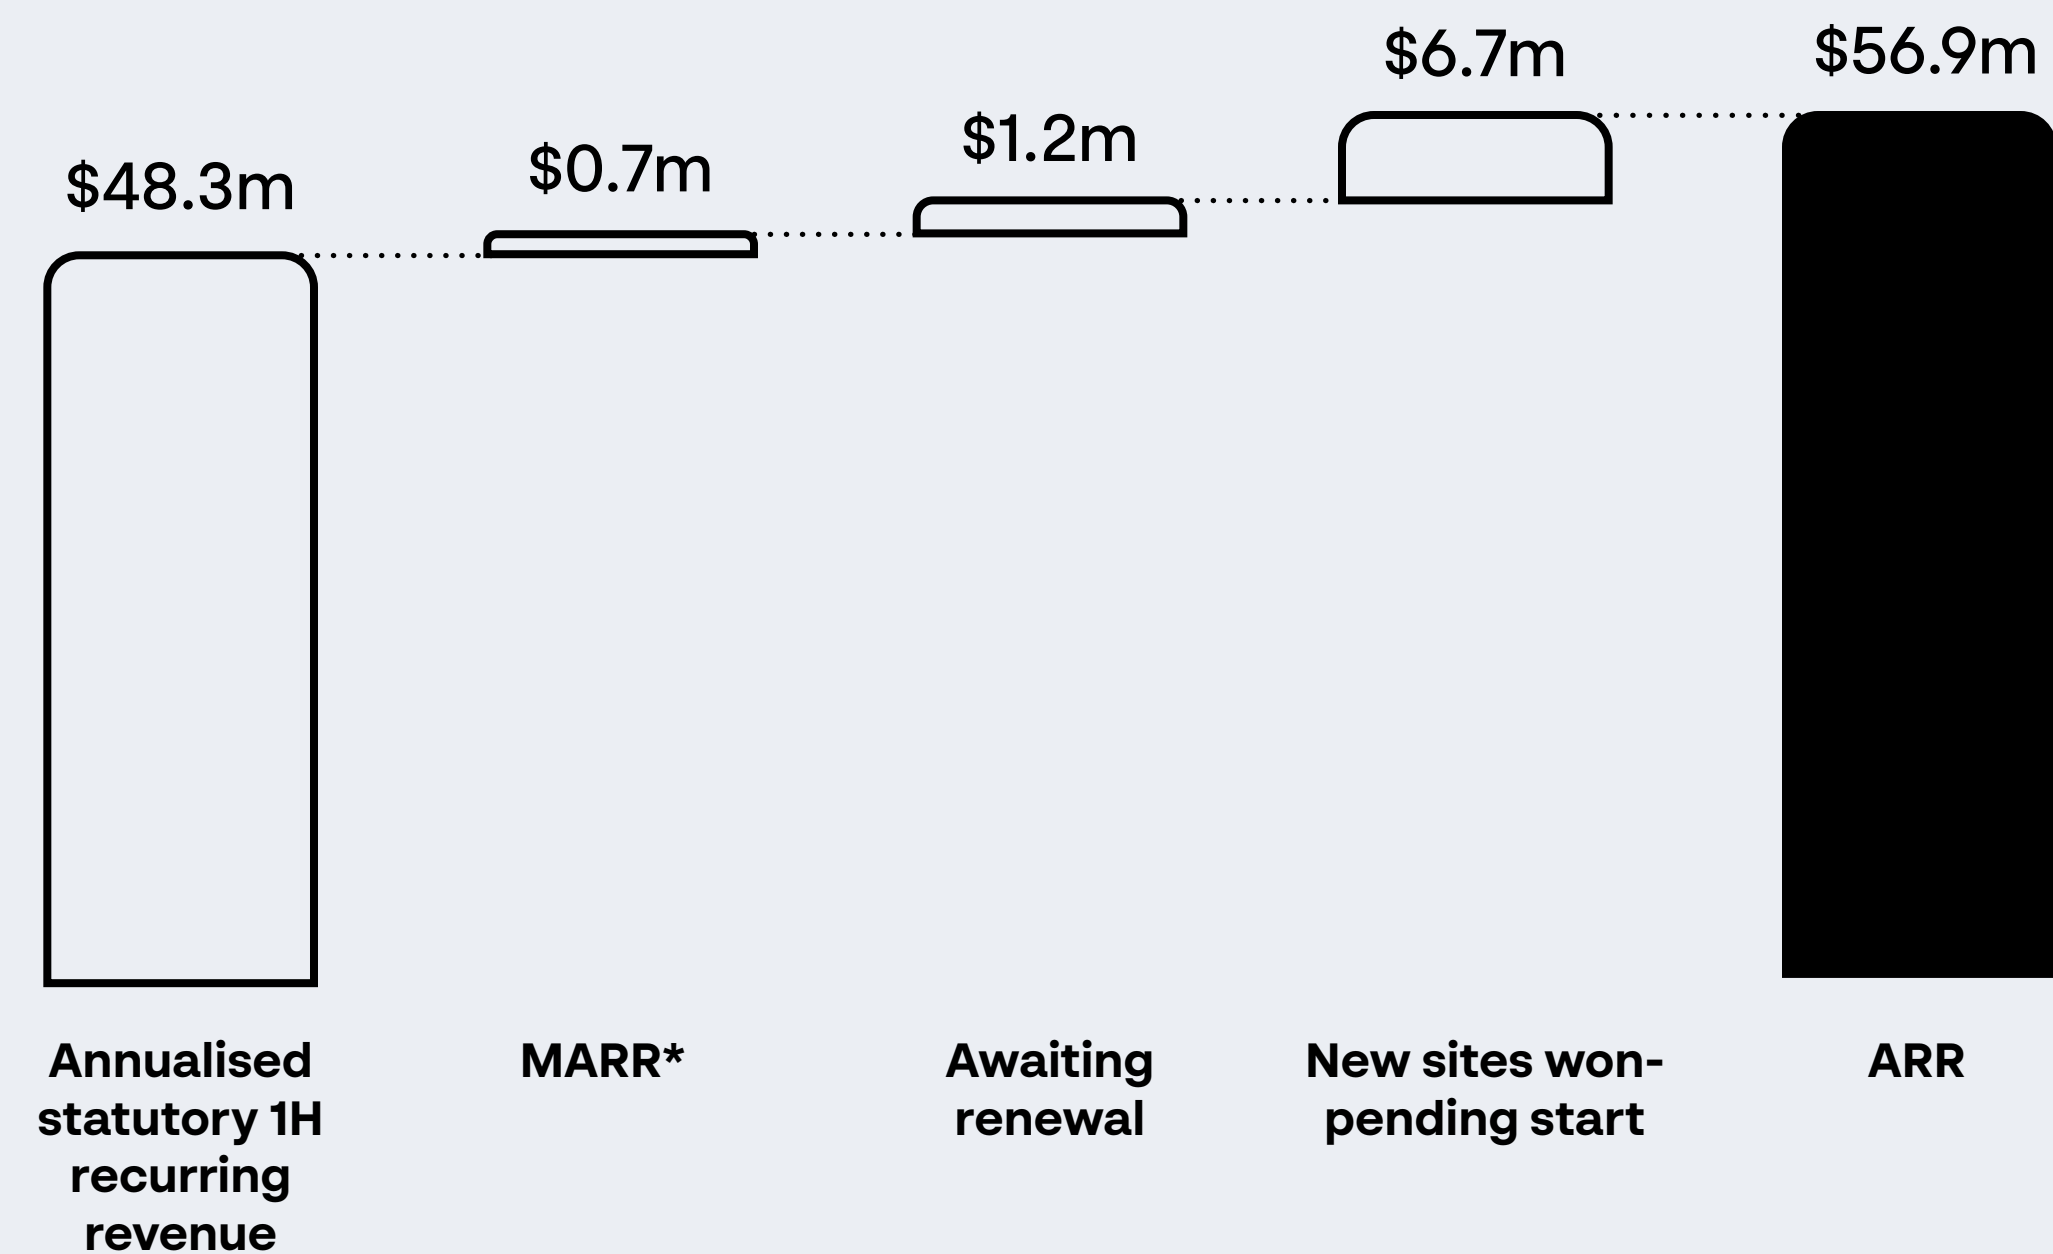 $48.3m
$0.7m
$1.2m
$6.7m
$56.9m
Annualised
statutory 1H
recurring
revenue
MARR*
Awaiting
renewal
New sites won-
pending start
ARR